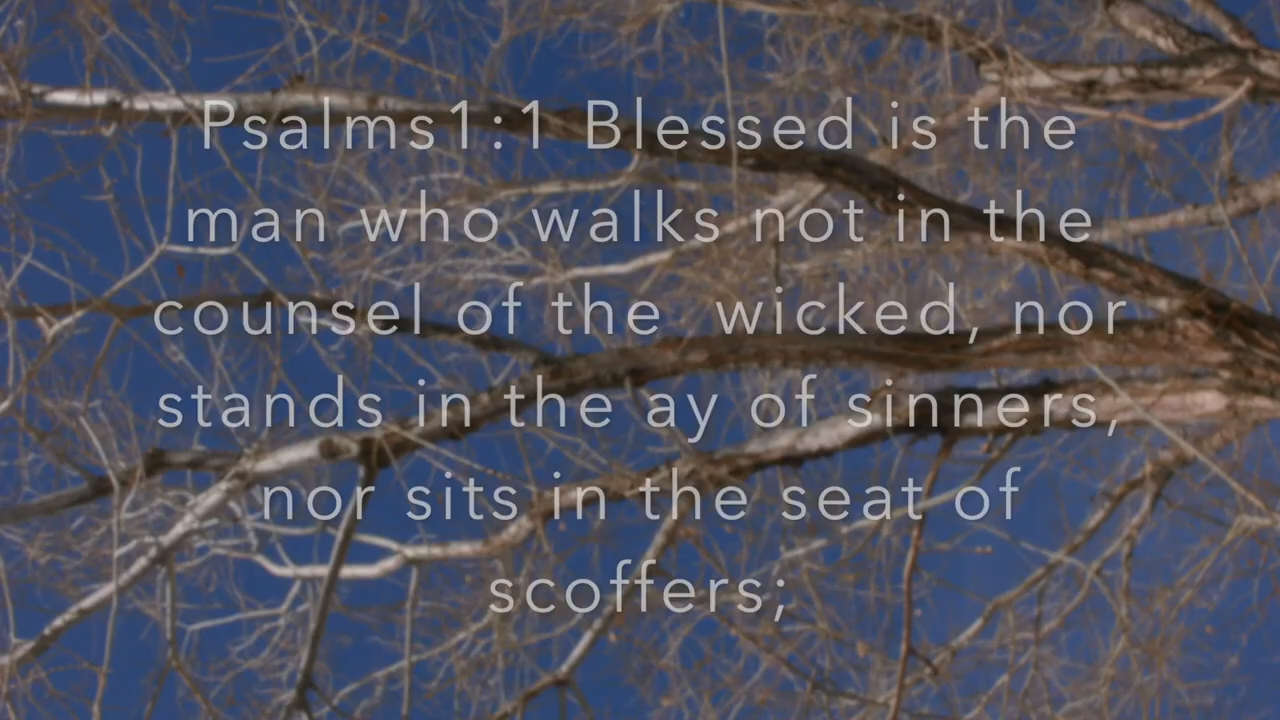 Psalms1:1 Blessed is the
man who walks not in the
counsel of the  wicked, nor
stands in the ay of sinners,
nor sits in the seat of
scoffers;